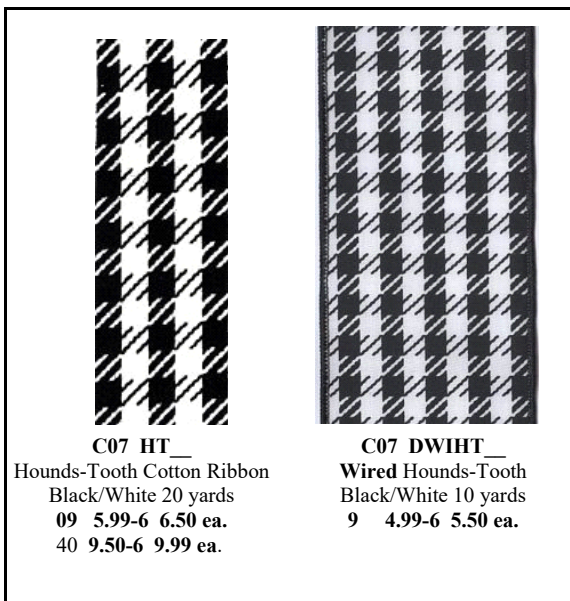 C07 HT__
Hounds-Tooth Cotton Ribbon
Black/White 20 yards
09 5.99-6 6.50 ea.
40 9.50-6 9.99 ea.
C07 DWIHT__
Wired Hounds-Tooth
Black/White 10 yards
9 4.99-6 5.50 ea.